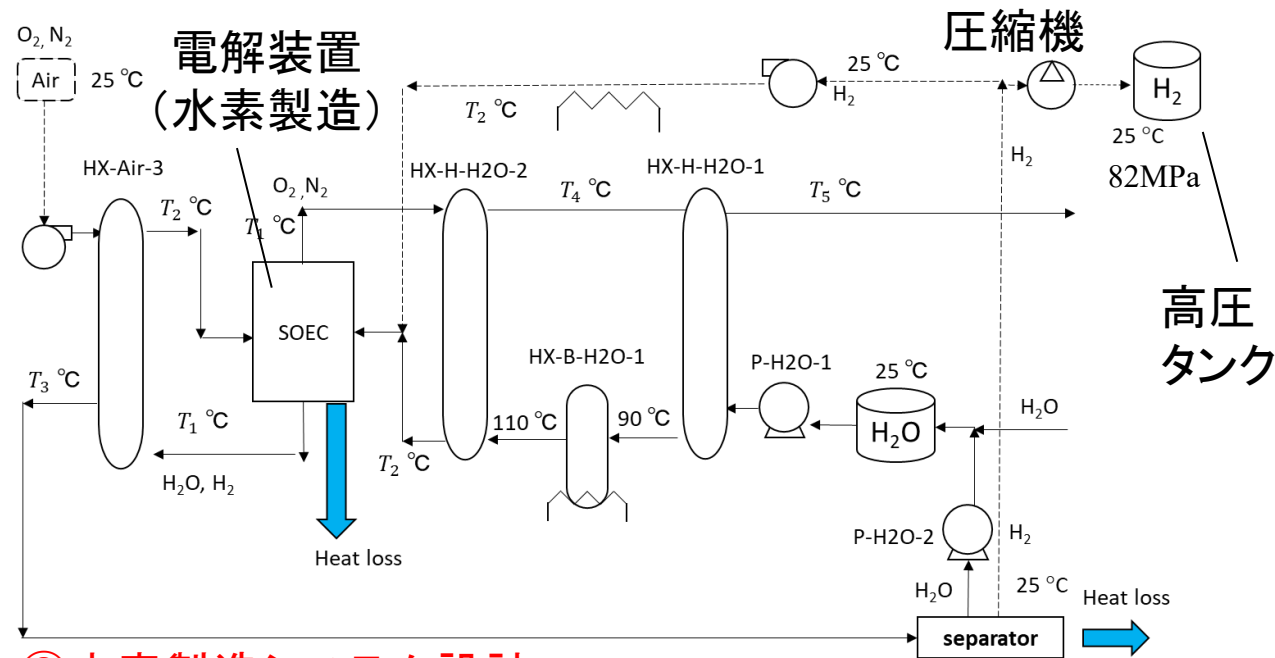 O₂, N₂
Air
25 ℃
電解装置
（水素製造）
圧縮機
25 ℃
H₂
T₂ ℃
H₂
25 ℃
82MPa
H₂
HX-Air-3
T₂ ℃
O₂ ,N₂
T₁ ℃
HX-H-H2O-2
T₄ ℃
HX-H-H2O-1
T₅ ℃
高圧
タンク
SOEC
HX-B-H2O-1
P-H2O-1
25 ℃
H₂O
H₂O
T₃ ℃
T₁ ℃
H₂O, H₂
T₂ ℃
110 ℃
90 ℃
Heat loss
P-H2O-2
H₂
H₂O
25 ℃
Heat loss
separator